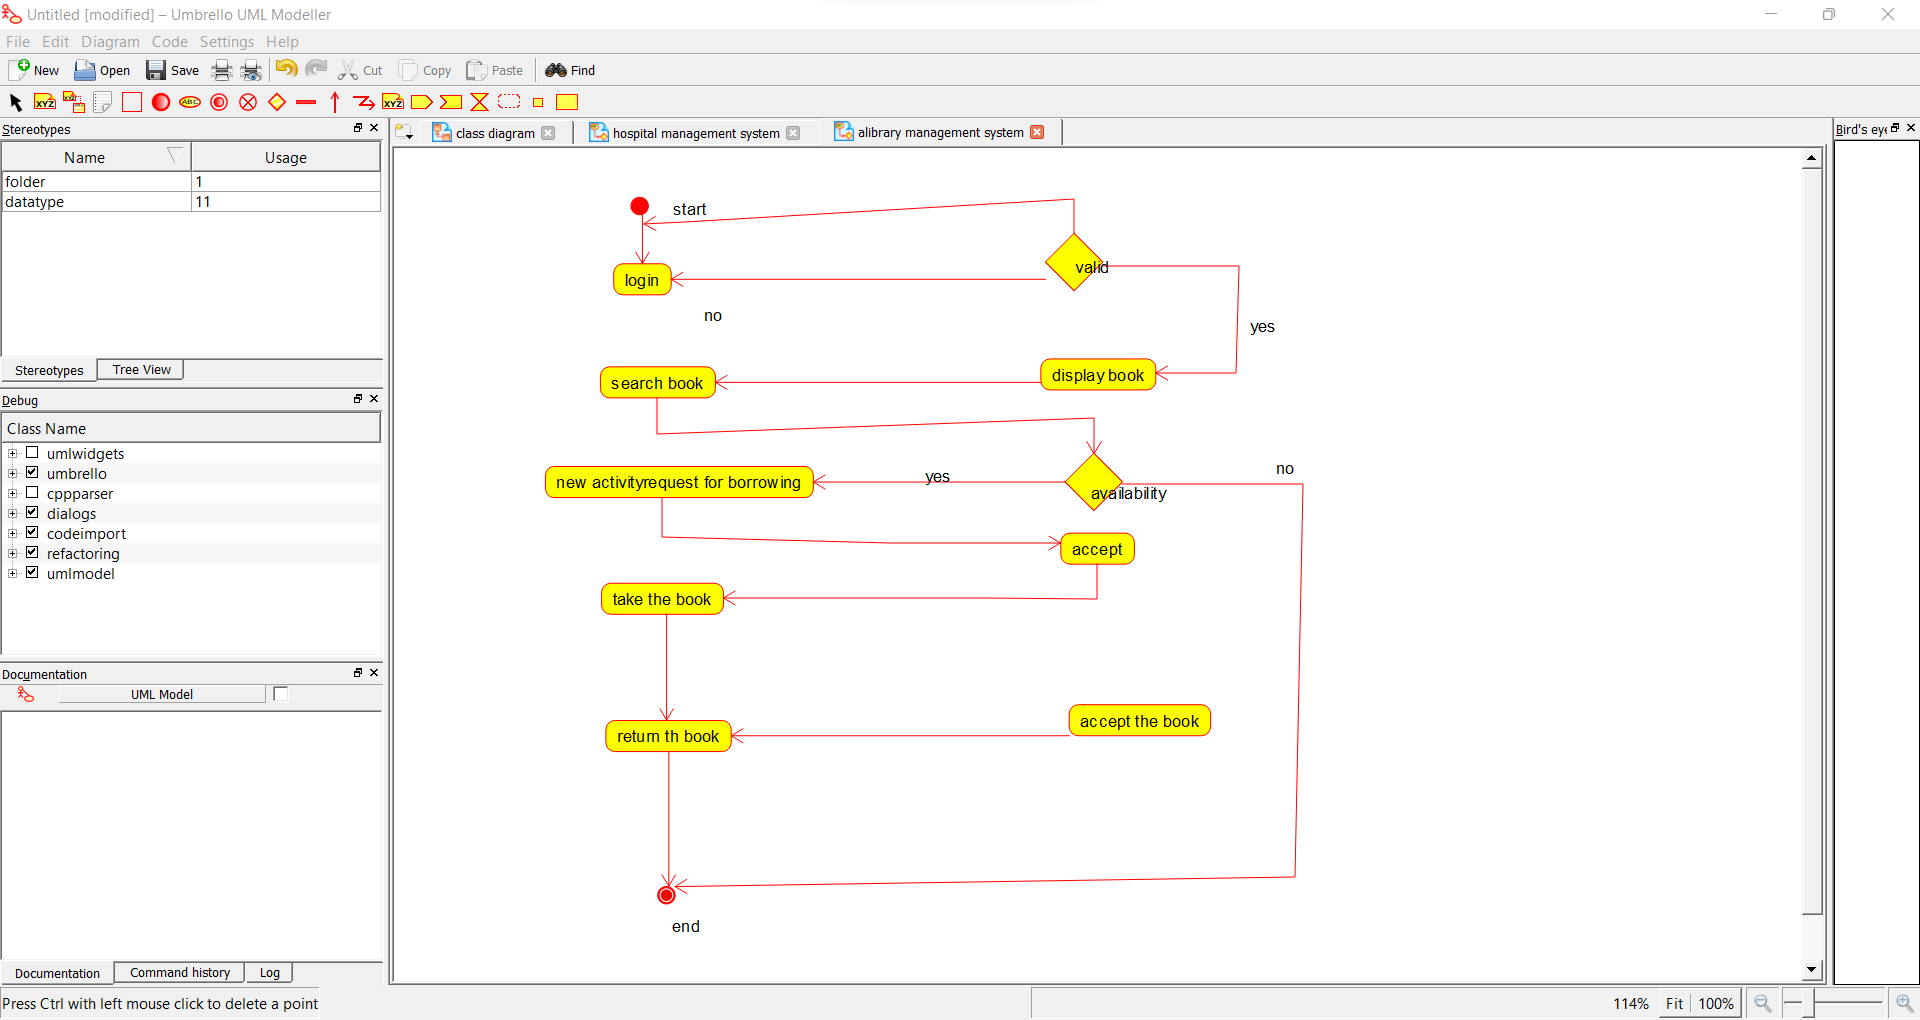 Untitled [modified] – Umbrello UML Modeller
File Edit Diagram Code Settings Help
New Open Save Cut Copy Paste Find
XYZ XYZ ABC XYZ
Stereotypes
Name Usage
folder 1
datatype 11
Stereotypes Tree View
Debug
Class Name
umlwidgets
umbrello
cppparser
dialogs
codeimport
refactoring
umlmodel
Documentation
UML Model
Documentation Command history Log
Press Ctrl with left mouse click to delete a point
class diagram hospital management system alibrary management system
start
valid
login
no
yes
display book
search book
yes
no
new activityrequest for borrowing
availability
accept
take the book
accept the book
return th book
end
Bird's eye
114% Fit 100%